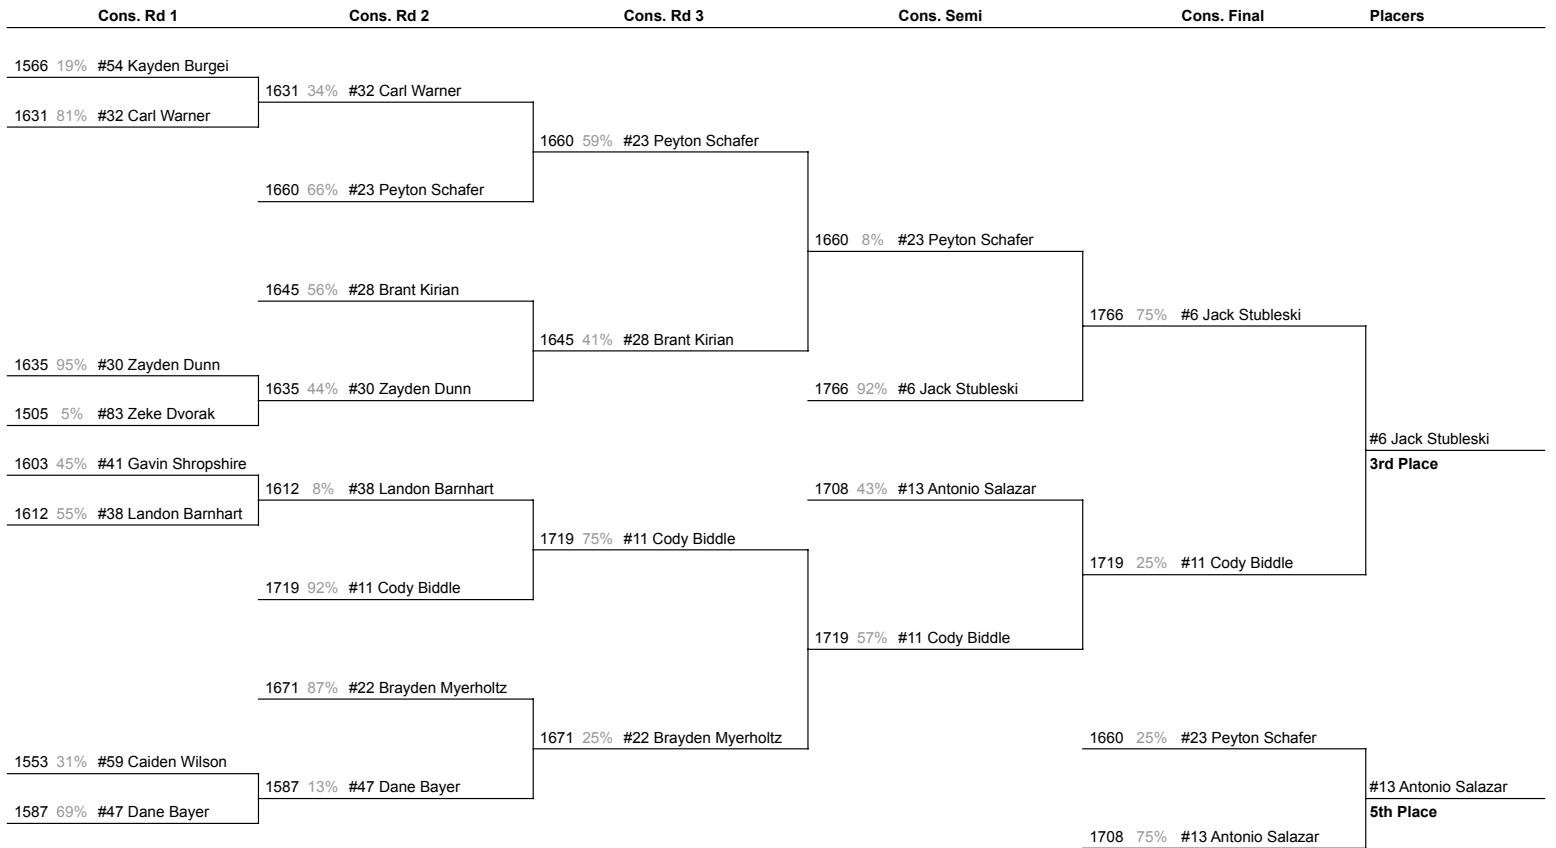 Cons. Rd 1 Cons. Rd 2 Cons. Rd 3 Cons. Semi Cons. Final Placers
1566 19% #54 Kayden Burgei
1631 34% #32 Carl Warner
1631 81% #32 Carl Warner
1660 59% #23 Peyton Schafer
1660 66% #23 Peyton Schafer
1660 8% #23 Peyton Schafer
1645 56% #28 Brant Kirian
1766 75% #6 Jack Stubleski
1645 41% #28 Brant Kirian
1635 95% #30 Zayden Dunn
1635 44% #30 Zayden Dunn
1766 92% #6 Jack Stubleski
1505 5% #83 Zeke Dvorak
#6 Jack Stubleski
1603 45% #41 Gavin Shropshire
3rd Place
1612 8% #38 Landon Barnhart
1708 43% #13 Antonio Salazar
1612 55% #38 Landon Barnhart
1719 75% #11 Cody Biddle
1719 25% #11 Cody Biddle
1719 92% #11 Cody Biddle
1719 57% #11 Cody Biddle
1671 87% #22 Brayden Myerholtz
1671 25% #22 Brayden Myerholtz
1660 25% #23 Peyton Schafer
1553 31% #59 Caiden Wilson
1587 13% #47 Dane Bayer
#13 Antonio Salazar
1587 69% #47 Dane Bayer
5th Place
1708 75% #13 Antonio Salazar